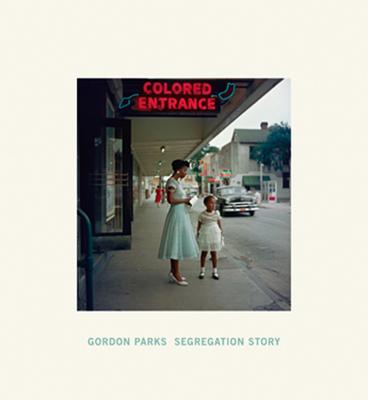 COLORED
ENTRANCE
GORDON PARKS SEGREGATION STORY